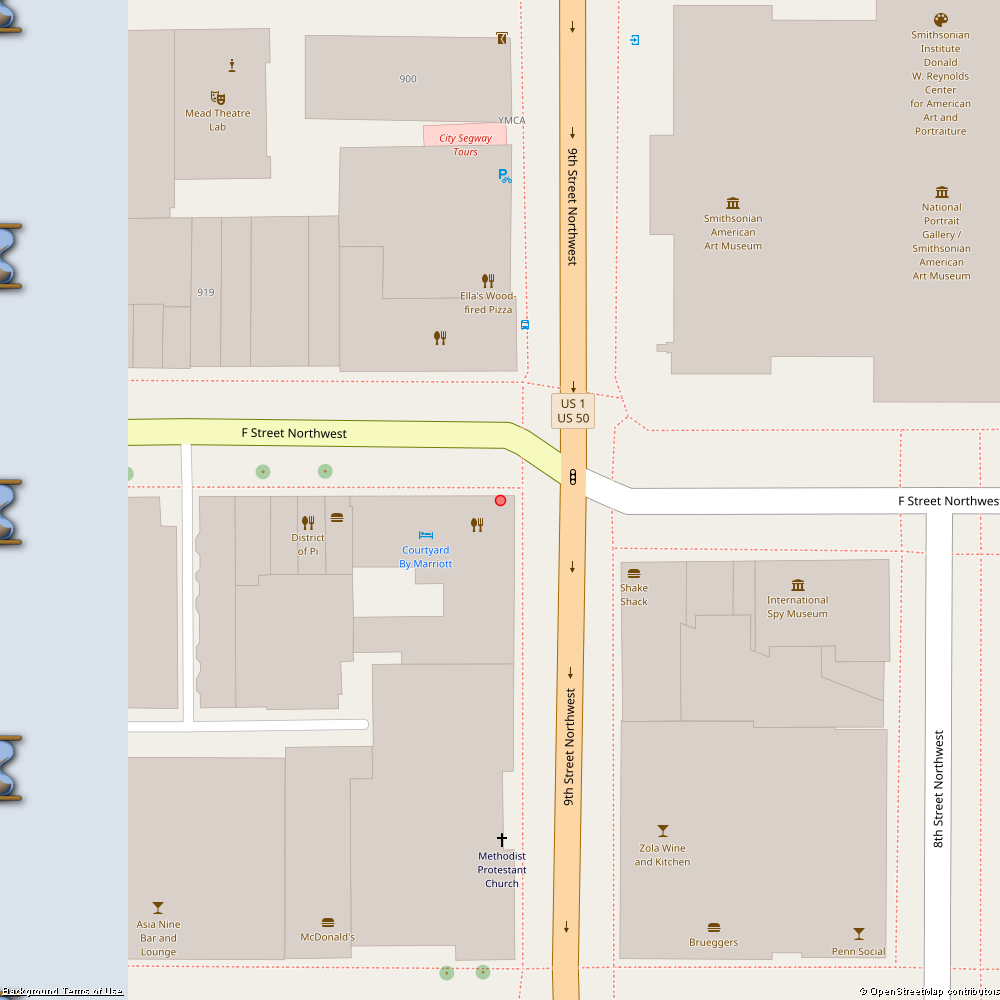 Smithsonian
Institute
Donald
W. Reynolds
Center
for American
Art and
Portraiture
900
Mead Theatre
Lab
YMCA
City Segway
Tours
9th Street Northwest
National
Portrait
Gallery /
Smithsonian
American
Art Museum
Smithsonian
American
Art Museum
919
Ella's Wood-
fired Pizza
US 1
US 50
F Street Northwest
F Street Northwes
District
of Pi
Courtyard
By Marriott
Shake
Shack
International
Spy Museum
9th Street Northwest
8th Street Northwest
Zola Wine
and Kitchen
Methodist
Protestant
Church
Asia Nine
Bar and
Lounge
McDonald's
Brueggers
Penn Social
Background Terms of Use
© OpenStreetMap contributors